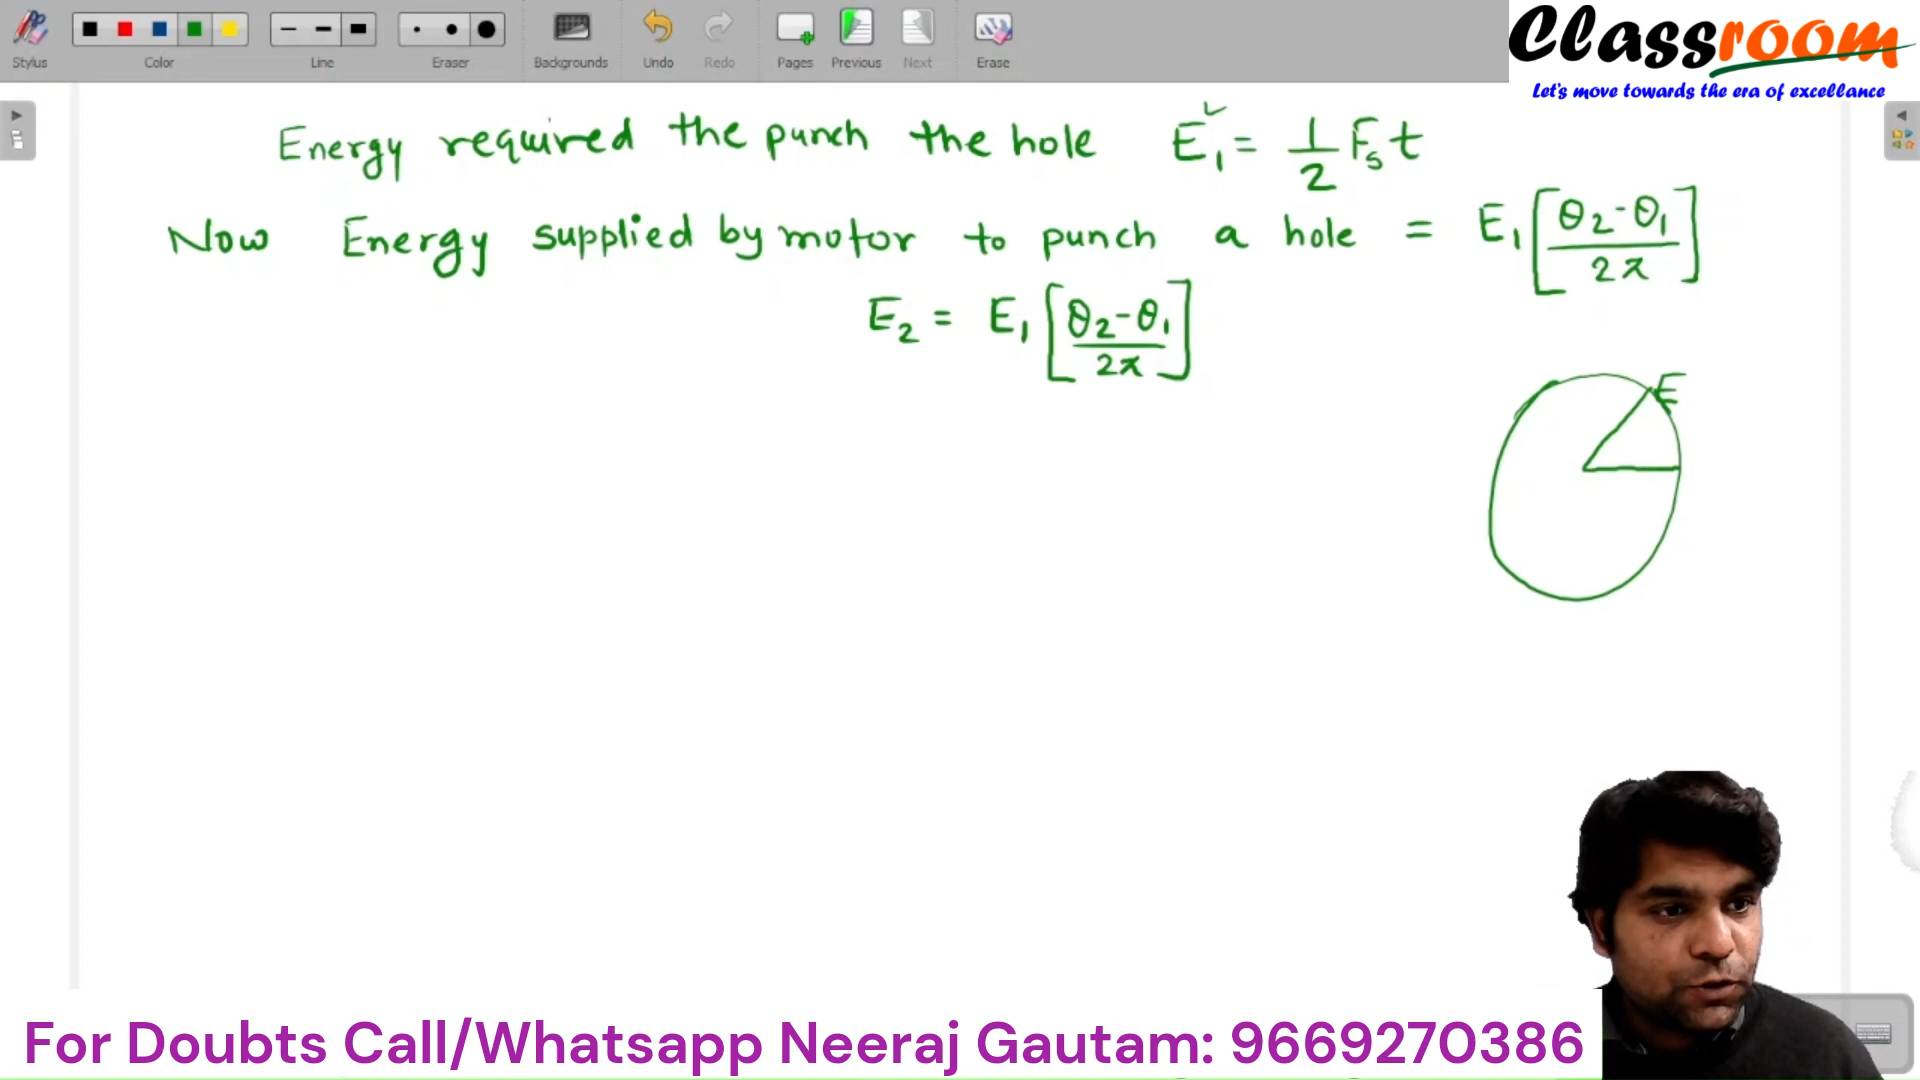 Stylus Color Line Eraser Backgrounds Undo Redo Pages Previous Next Erase
Classroom
Let's move towards the era of excellance
Energy required the punch the hole E₁ = 1/2 Fₛ t
Now Energy supplied by motor to punch a hole = E₁ [θ₂-θ₁/2π]
E₂ = E₁ [θ₂-θ₁/2π]
E
For Doubts Call/Whatsapp Neeraj Gautam: 9669270386